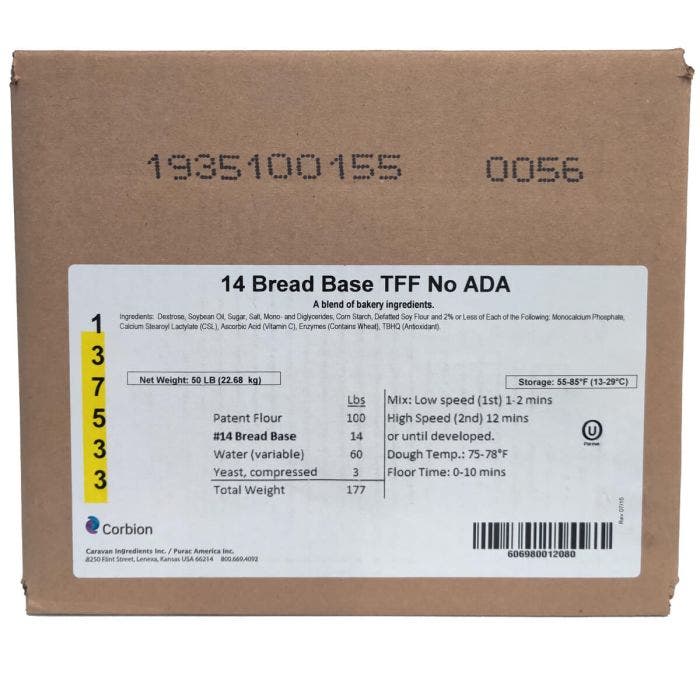 1935100155 0056
14 Bread Base TFF No ADA
A blend of bakery ingredients.
Ingredients: Dextrose, Soybean Oil, Sugar, Salt, Mono- and Diglycerides, Corn Starch, Defatted Soy Flour and 2% or Less of Each of the Following: Monocalcium Phosphate,
Calcium Stearoyl Lactylate (CSL), Ascorbic Acid (Vitamin C), Enzymes (Contains Wheat), TBHQ (Antioxidant).
1
3
7
5
3
3
Net Weight: 50 LB (22.68 kg)
Storage: 55-85°F (13-29°C)
Lbs
Patent Flour 100
#14 Bread Base 14
Water (variable) 60
Yeast, compressed 3
Total Weight 177
Mix: Low speed (1st) 1-2 mins
High Speed (2nd) 12 mins
or until developed.
Dough Temp.: 75-78°F
Floor Time: 0-10 mins
U
Pareve
Rev 07/15
Corbion
Caravan Ingredients Inc. / Purac America Inc.
8250 Flint Street, Lenexa, Kansas USA 66214 800.669.4092
606980012080